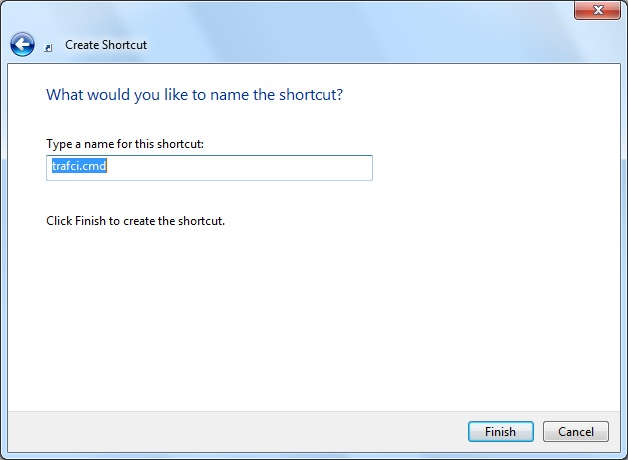 Create Shortcut
What would you like to name the shortcut?
Type a name for this shortcut:
trafci.cmd
Click Finish to create the shortcut.
Finish
Cancel